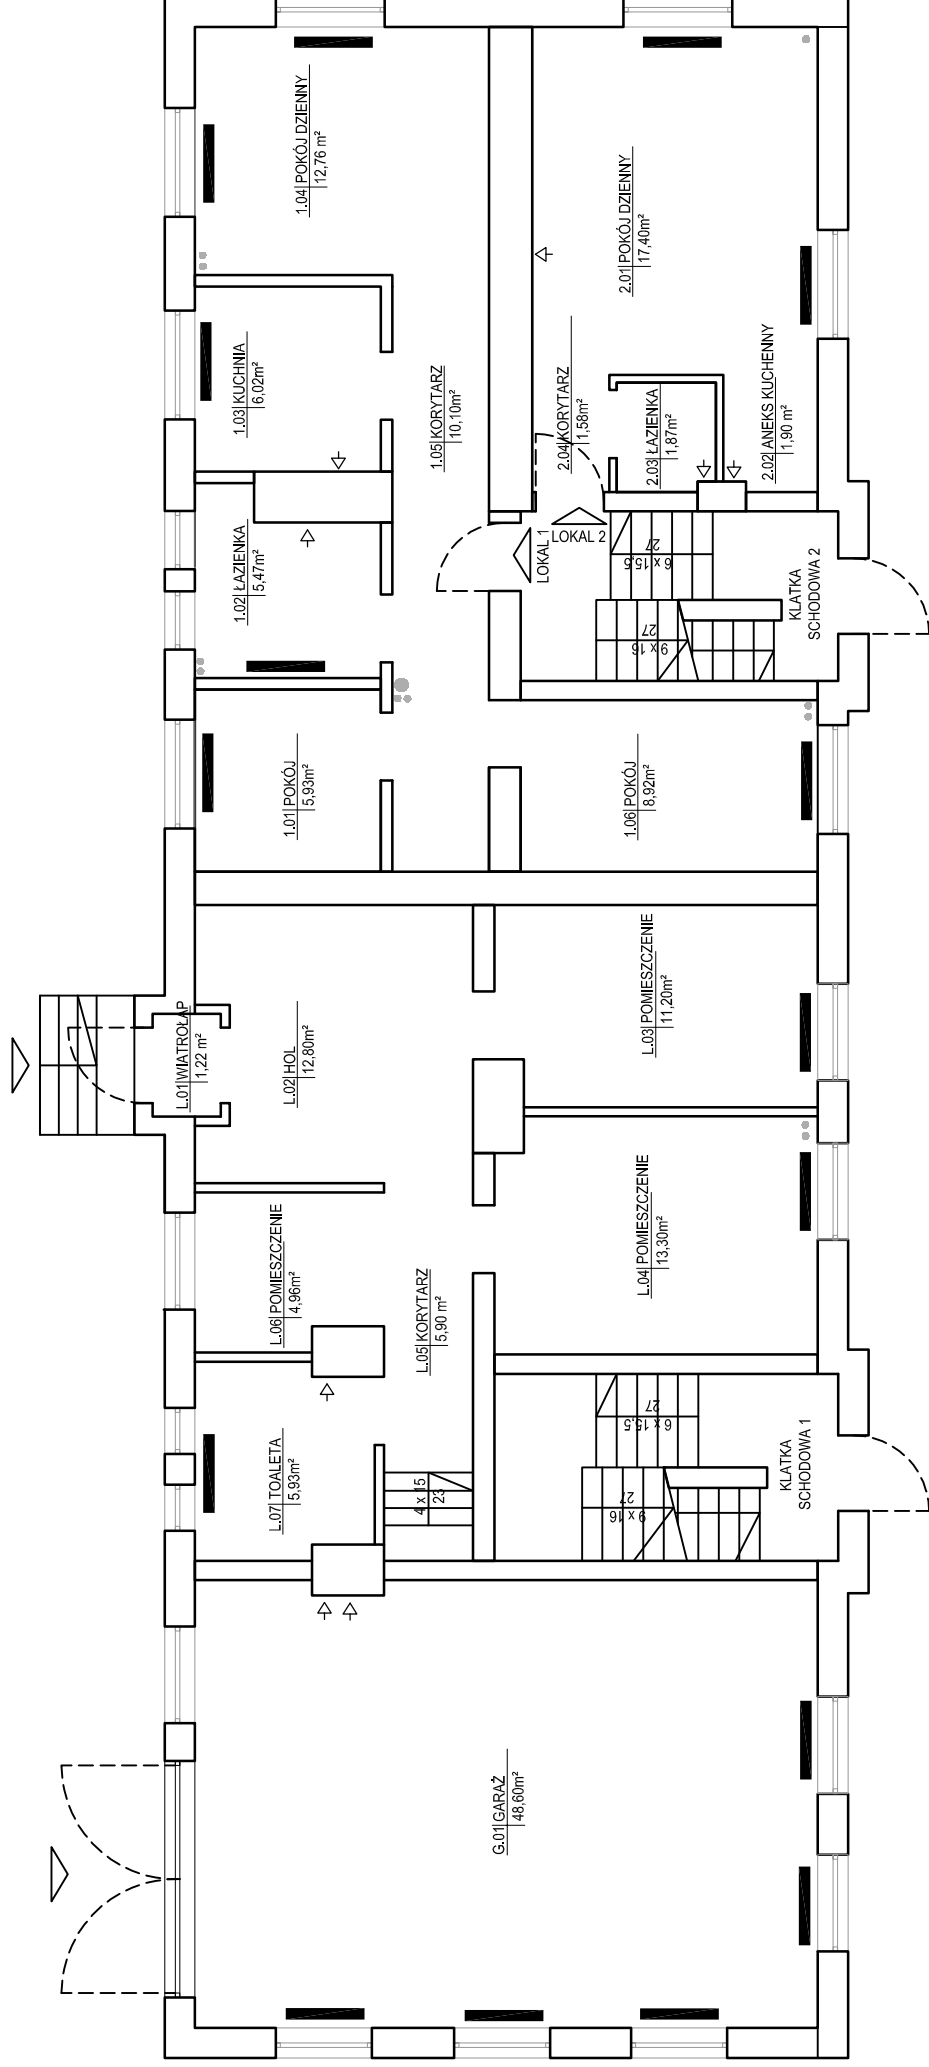 1.04 POKÓJ DZIENNY
12,76 m²
2.01 POKÓJ DZIENNY
17,40m²
1.03 KUCHNIA
6,02m²
1.05 KORYTARZ
10,10m²
2.04 KORYTARZ
1,58m²
2.03 ŁAZIENKA
1,87m²
2.02 ANEKS KUCHENNY
1,90 m²
1.02 ŁAZIENKA
5,47m²
LOKAL 1
LOKAL 2
6 x 15,5
27
9 x 16
27
KLATKA
SCHODOWA 2
1.01 POKÓJ
5,93m²
1.06 POKÓJ
8,92m²
L.01 WIATROŁAP
1,22 m²
L.02 HOL
12,80m²
L.03 POMIESZCZENIE
11,20m²
L.04 POMIESZCZENIE
13,30m²
L.06 POMIESZCZENIE
4,96m²
L.05 KORYTARZ
5,90 m²
L.07 TOALETA
5,93m²
4 x 15
23
6 x 15,5
27
9 x 16
27
KLATKA
SCHODOWA 1
G.01 GARAŻ
48,60m²